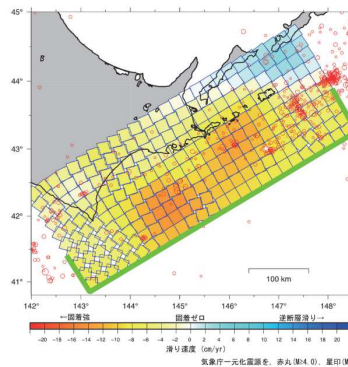 45°
44°
43°
42°
41°
100 km
142° 143° 144° 145° 146° 147° 148°
←固着強 固着ゼロ 逆断層滑り→
-20 -18 -16 -14 -12 -10 -8 -6 -4 -2 0 2 4 6 8 10 12 14 16 18 20
滑り速度 (cm/yr)
気象庁一元化震源を、赤丸(M≥4.0)、星印(M